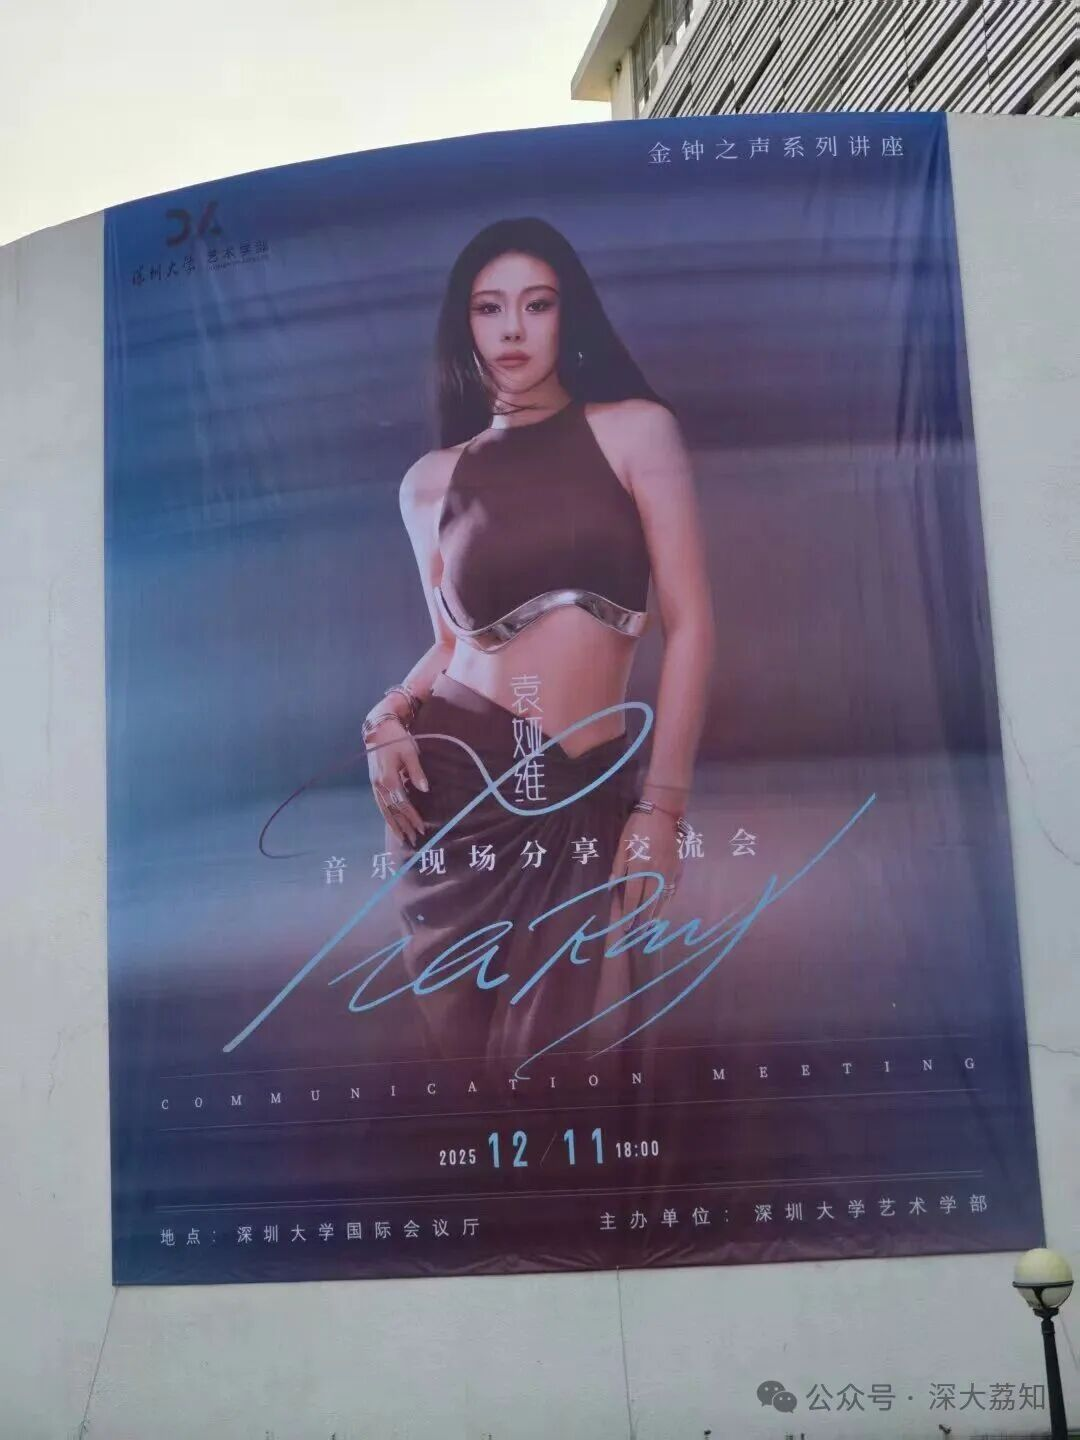 金钟之声系列讲座
深圳大学 艺术学部
袁娅维
音乐现场分享交流会
Tia Ray
COMMUNICATION MEETING
2025 12/11 18:00
地点：深圳大学国际会议厅
主办单位：深圳大学艺术学部
公众号·深大荔知